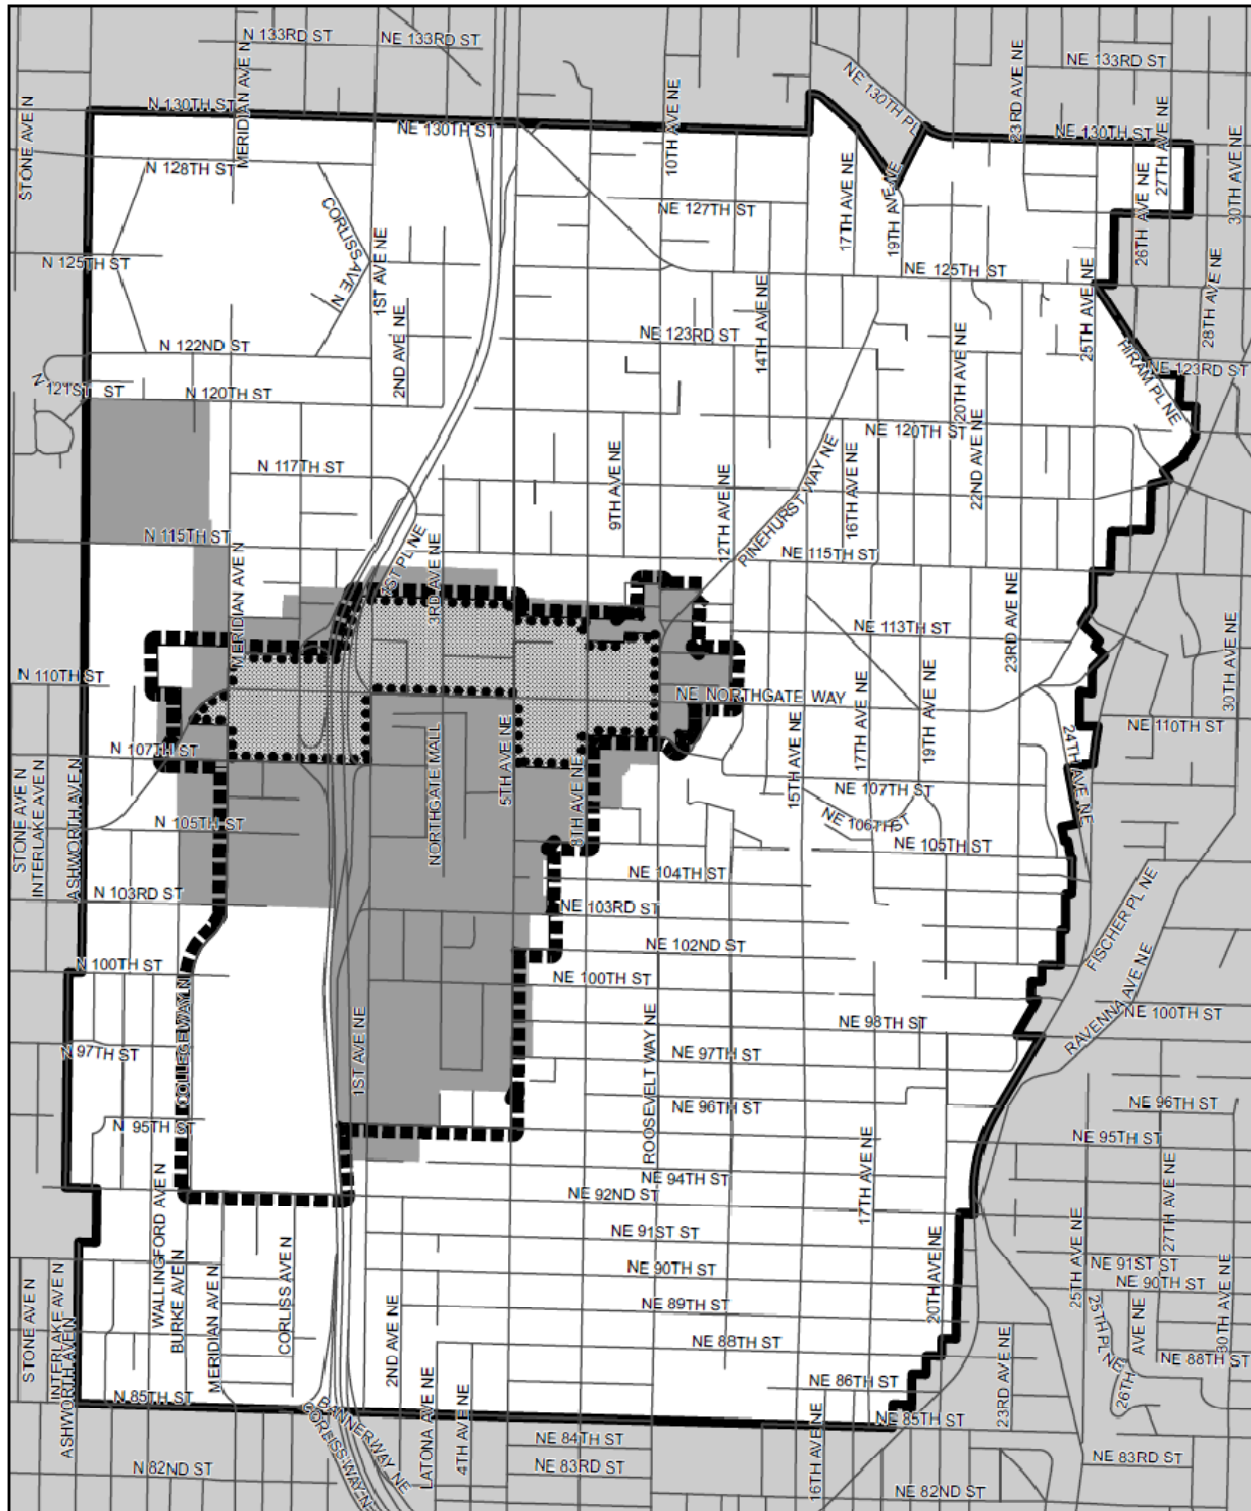 N 133RD ST
NE 133RD ST
NE 133RD ST
MERIDIAN AVE N
10TH AVE NE
NE 130TH PL
23RD AVE NE
27TH AVE NE
30TH AVE NE
STONE AVE N
N 130TH ST
NE 130TH ST
NE 130TH ST
N 128TH ST
CORLISS AVE N
1ST AVE NE
NE 127TH ST
17TH AVE NE
19TH AVE NE
26TH AVE NE
28TH AVE NE
N 125TH ST
NE 125TH ST
25TH AVE NE
2ND AVE NE
14TH AVE NE
NE 123RD ST
20TH AVE NE
HIRAM PL NE
NE 123RD ST
N 122ND ST
N 121ST ST
N 120TH ST
NE 120TH ST
9TH AVE NE
12TH AVE NE
PINEHURST WAY NE
16TH AVE NE
22ND AVE NE
N 117TH ST
N 115TH ST
MERIDIAN AVE N
1ST PL NE
3RD AVE NE
NE 115TH ST
NE 113TH ST
23RD AVE NE
30TH AVE NE
N 110TH ST
NE NORTHGATE WAY
17TH AVE NE
19TH AVE NE
NE 110TH ST
24TH AVE NE
N 107TH ST
NORTHGATE MALL
5TH AVE NE
8TH AVE NE
15TH AVE NE
NE 107TH ST
NE 106TH ST
STONE AVE N
INTERLAKE AVE N
ASHWORTH AVE N
N 105TH ST
NE 105TH ST
NE 104TH ST
N 103RD ST
NE 103RD ST
NE 102ND ST
FISCHER PL NE
RAVENNA AVE NE
N 100TH ST
NE 100TH ST
NE 100TH ST
COLLEGE WAY N
1ST AVE NE
ROOSEVELT WAY NE
NE 98TH ST
N 97TH ST
NE 97TH ST
NE 96TH ST
NE 96TH ST
N 95TH ST
NE 95TH ST
NE 94TH ST
NE 92ND ST
17TH AVE NE
27TH AVE NE
WALLINGFORD AVE N
BURKE AVE N
MERIDIAN AVE N
CORLISS AVE N
NE 91ST ST
NE 91ST ST
NE 90TH ST
NE 90TH ST
20TH AVE NE
25TH AVE NE
25TH PL NE
26TH AVE NE
30TH AVE NE
NE 89TH ST
NE 88TH ST
NE 88TH ST
STONE AVE N
INTERLAKE AVE N
ASHWORTH AVE N
2ND AVE NE
LATONA AVE NE
4TH AVE NE
NE 86TH ST
N 85TH ST
NE 85TH ST
23RD AVE NE
BANNER WAY NE
CORLISS WAY N
16TH AVE NE
NE 84TH ST
NE 83RD ST
NE 83RD ST
N 82ND ST
NE 82ND ST